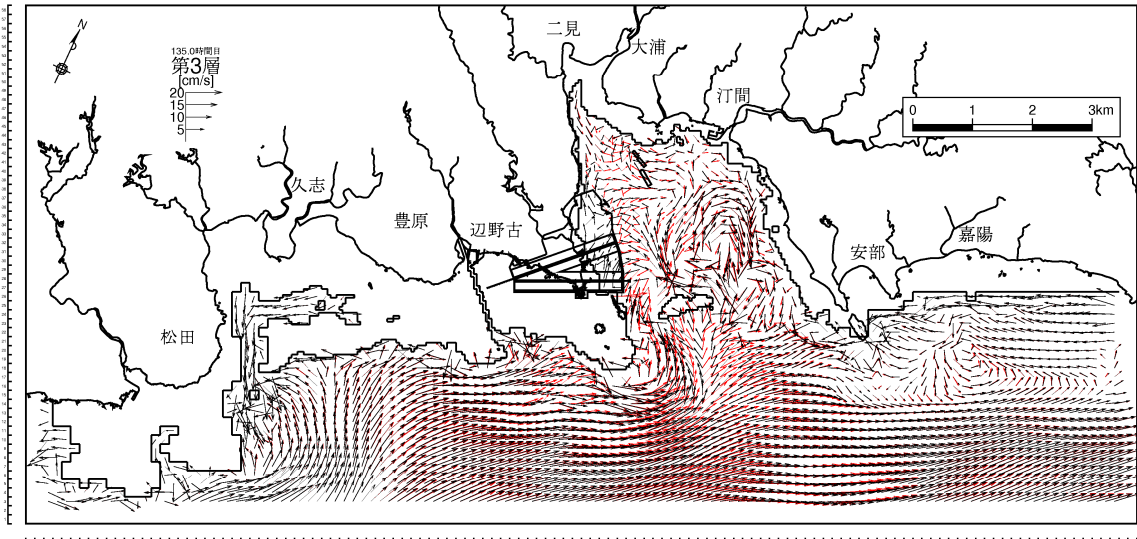 N
135.0時間目
第3層
[cm/s]
20
15
10
5
二見
大浦
汀間
0 1 2 3km
久志
豊原
辺野古
安部
嘉陽
松田